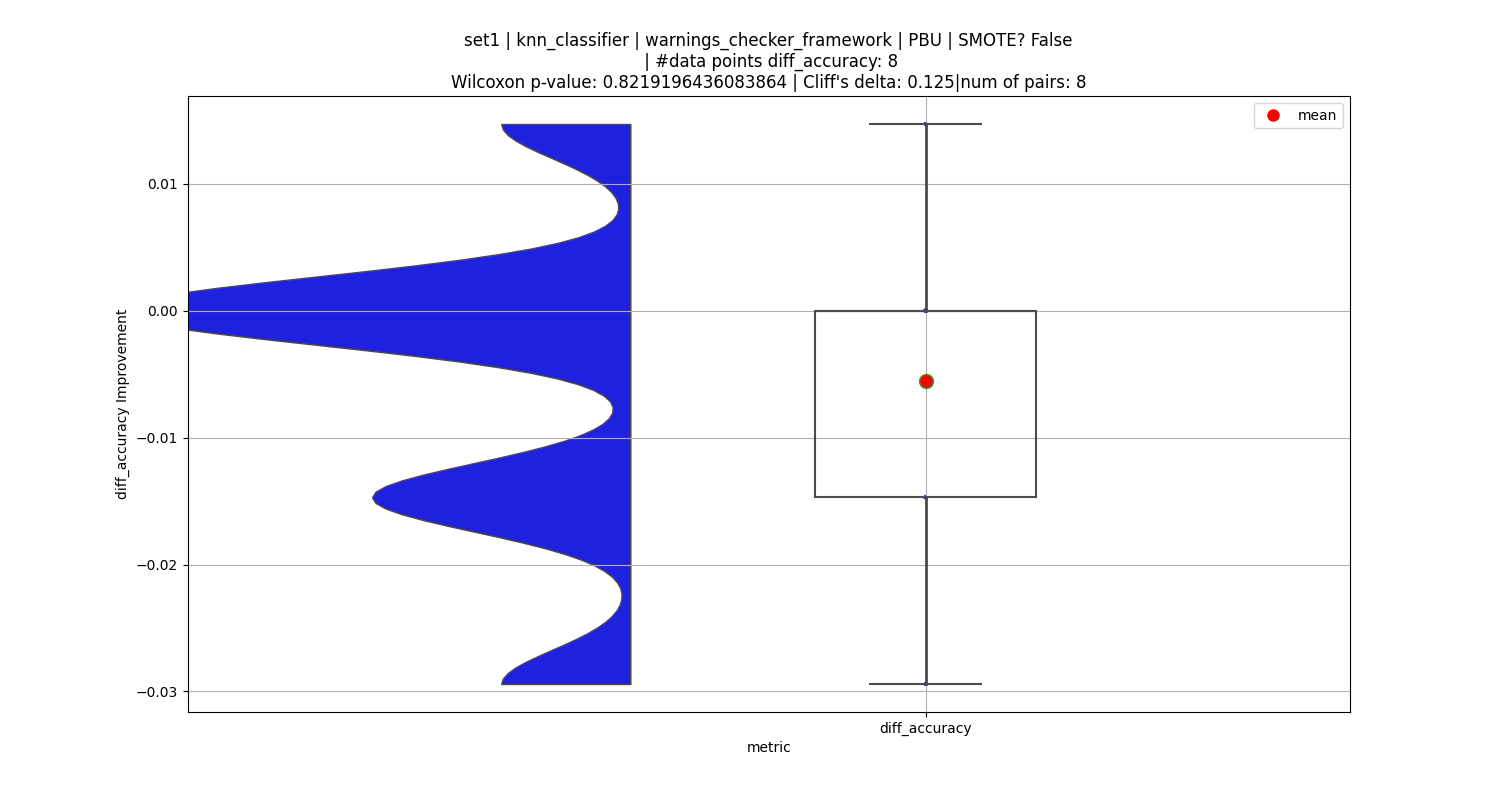 set1 | knn_classifier | warnings_checker_framework | PBU | SMOTE? False
| #data points diff_accuracy: 8
Wilcoxon p-value: 0.8219196436083864 | Cliff's delta: 0.125|num of pairs: 8
mean
0.01
0.00
−0.01
−0.02
−0.03
diff_accuracy Improvement
diff_accuracy
metric